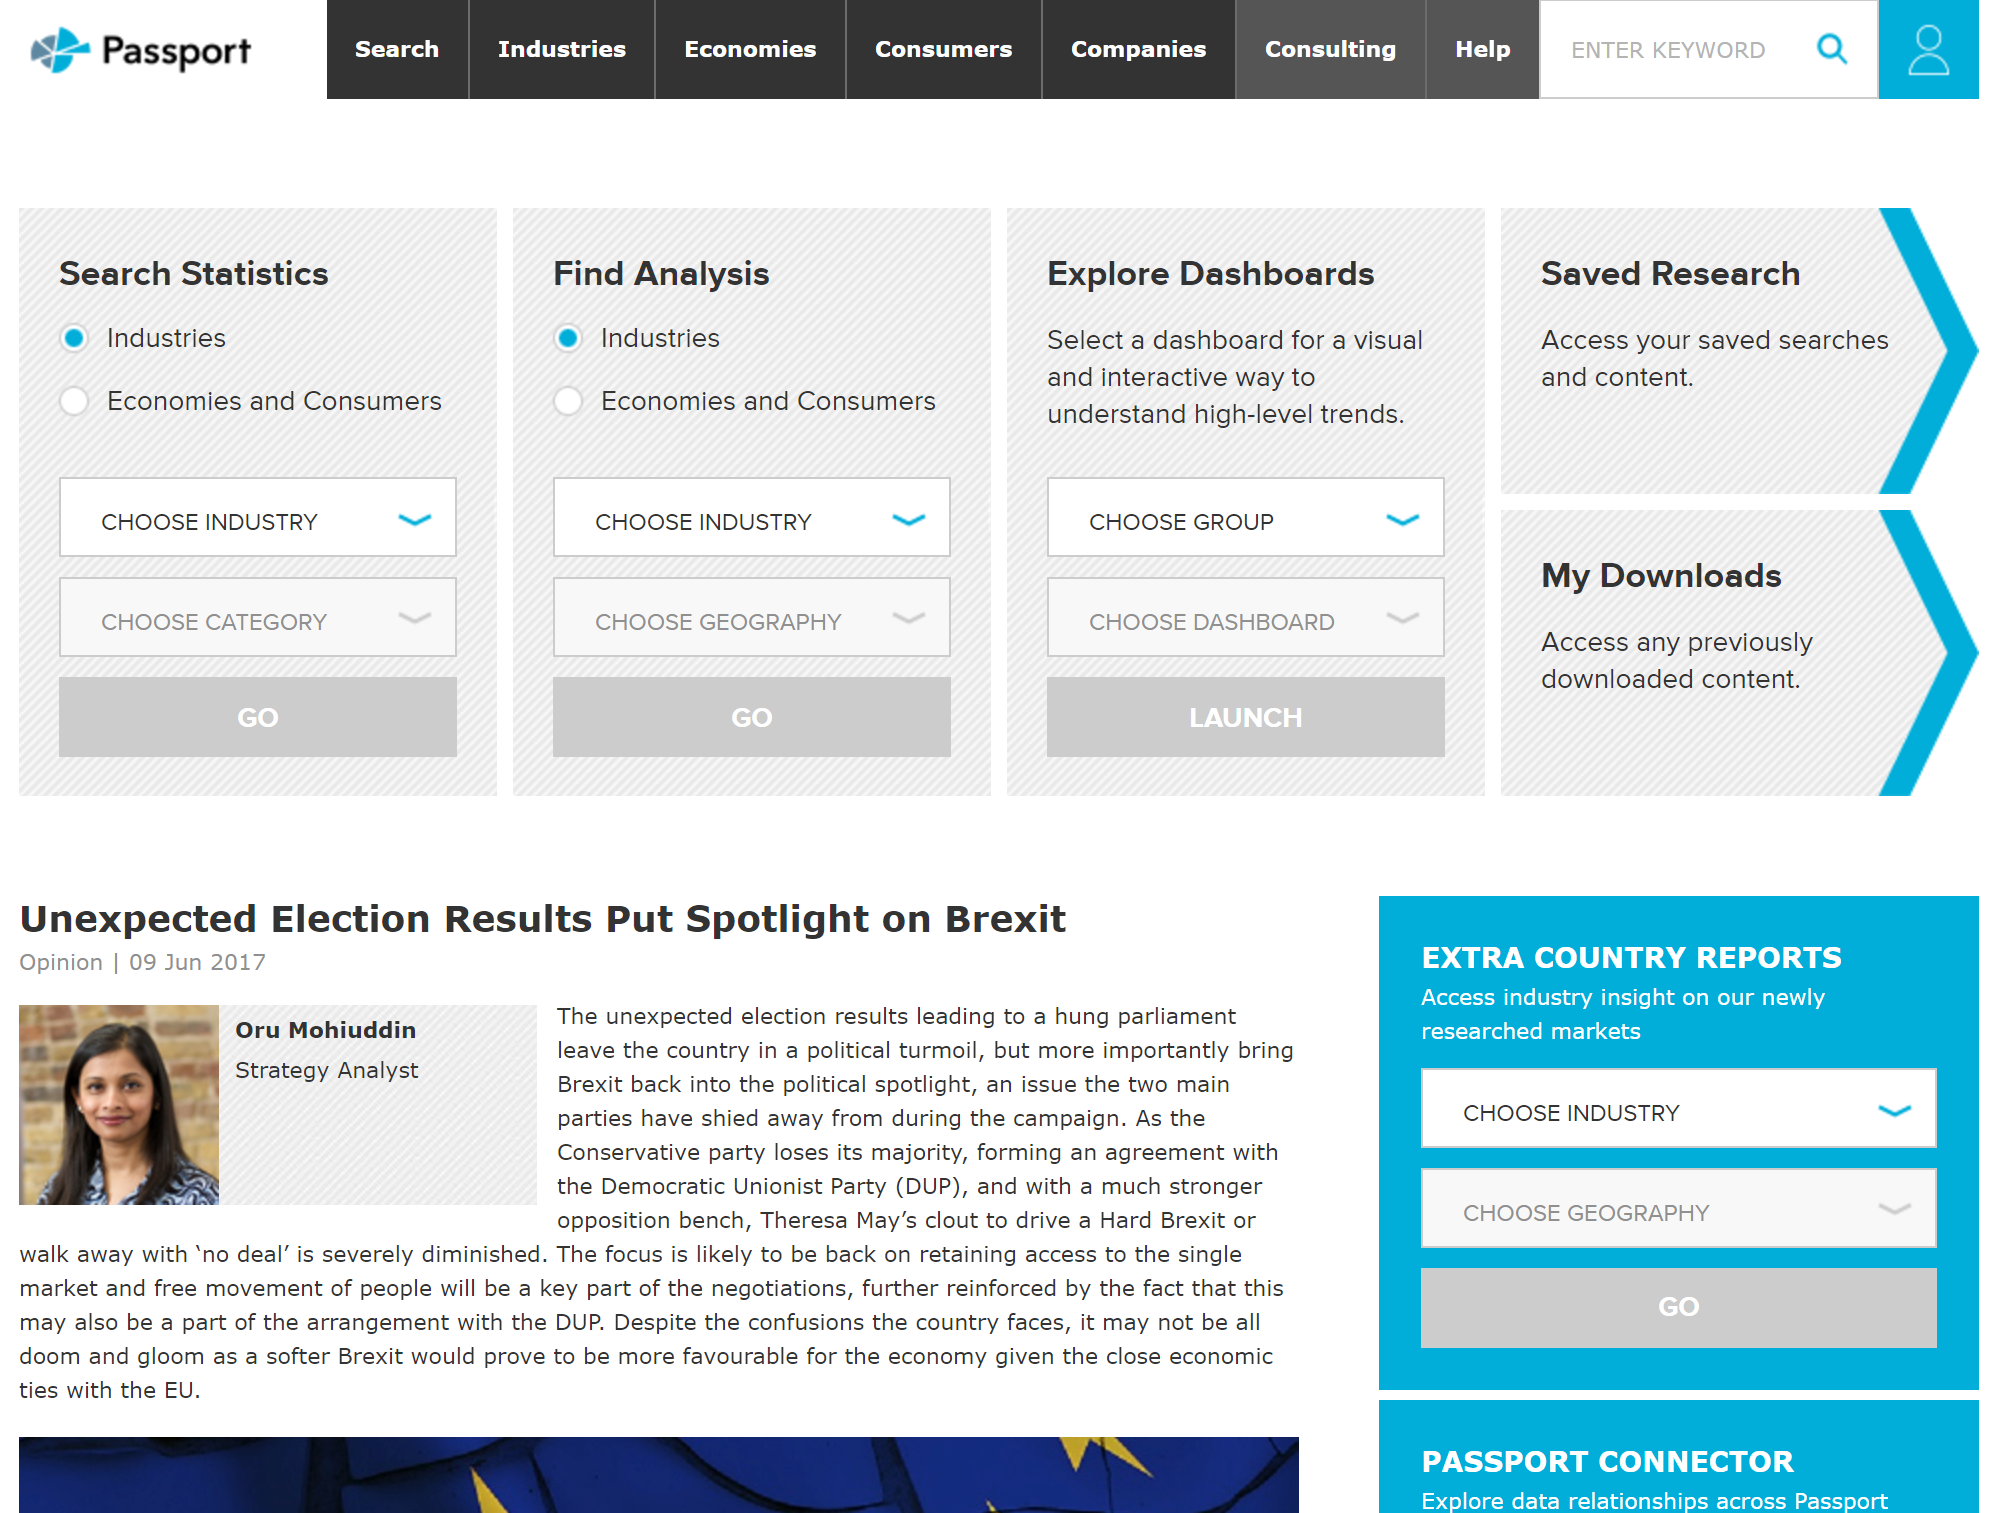 Passport
Search
Industries
Economies
Consumers
Companies
Consulting
Help
ENTER KEYWORD
Search Statistics
Industries
Economies and Consumers
CHOOSE INDUSTRY
CHOOSE CATEGORY
GO
Find Analysis
Industries
Economies and Consumers
CHOOSE INDUSTRY
CHOOSE GEOGRAPHY
GO
Explore Dashboards
Select a dashboard for a visual
and interactive way to
understand high-level trends.
CHOOSE GROUP
CHOOSE DASHBOARD
LAUNCH
Saved Research
Access your saved searches
and content.
My Downloads
Access any previously
downloaded content.
Unexpected Election Results Put Spotlight on Brexit
Opinion | 09 Jun 2017
Oru Mohiuddin
Strategy Analyst
The unexpected election results leading to a hung parliament
leave the country in a political turmoil, but more importantly bring
Brexit back into the political spotlight, an issue the two main
parties have shied away from during the campaign. As the
Conservative party loses its majority, forming an agreement with
the Democratic Unionist Party (DUP), and with a much stronger
opposition bench, Theresa May’s clout to drive a Hard Brexit or
walk away with ‘no deal’ is severely diminished. The focus is likely to be back on retaining access to the single
market and free movement of people will be a key part of the negotiations, further reinforced by the fact that this
may also be a part of the arrangement with the DUP. Despite the confusions the country faces, it may not be all
doom and gloom as a softer Brexit would prove to be more favourable for the economy given the close economic
ties with the EU.
EXTRA COUNTRY REPORTS
Access industry insight on our newly
researched markets
CHOOSE INDUSTRY
CHOOSE GEOGRAPHY
GO
PASSPORT CONNECTOR
Explore data relationships across Passport